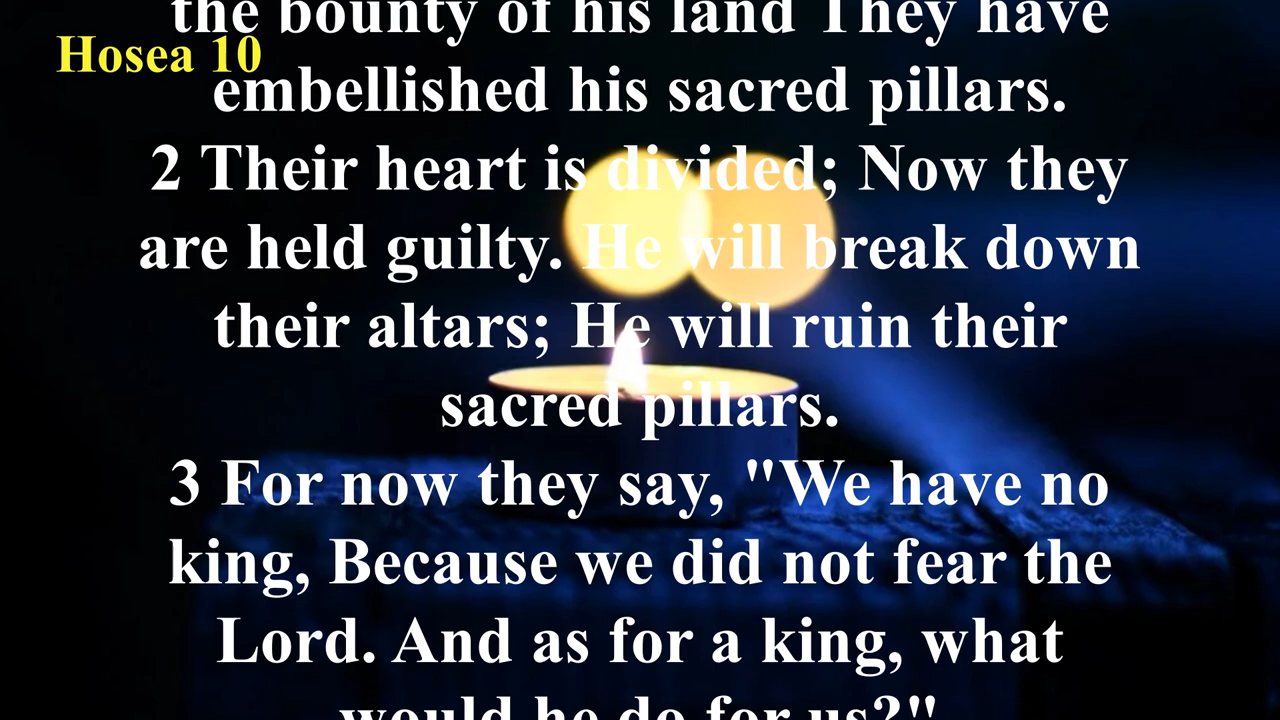 the bounty of his land They have
Hosea 10
embellished his sacred pillars.
2 Their heart is divided; Now they
are held guilty. He will break down
their altars; He will ruin their
sacred pillars.
3 For now they say, "We have no
king, Because we did not fear the
Lord. And as for a king, what
would he do for us?"